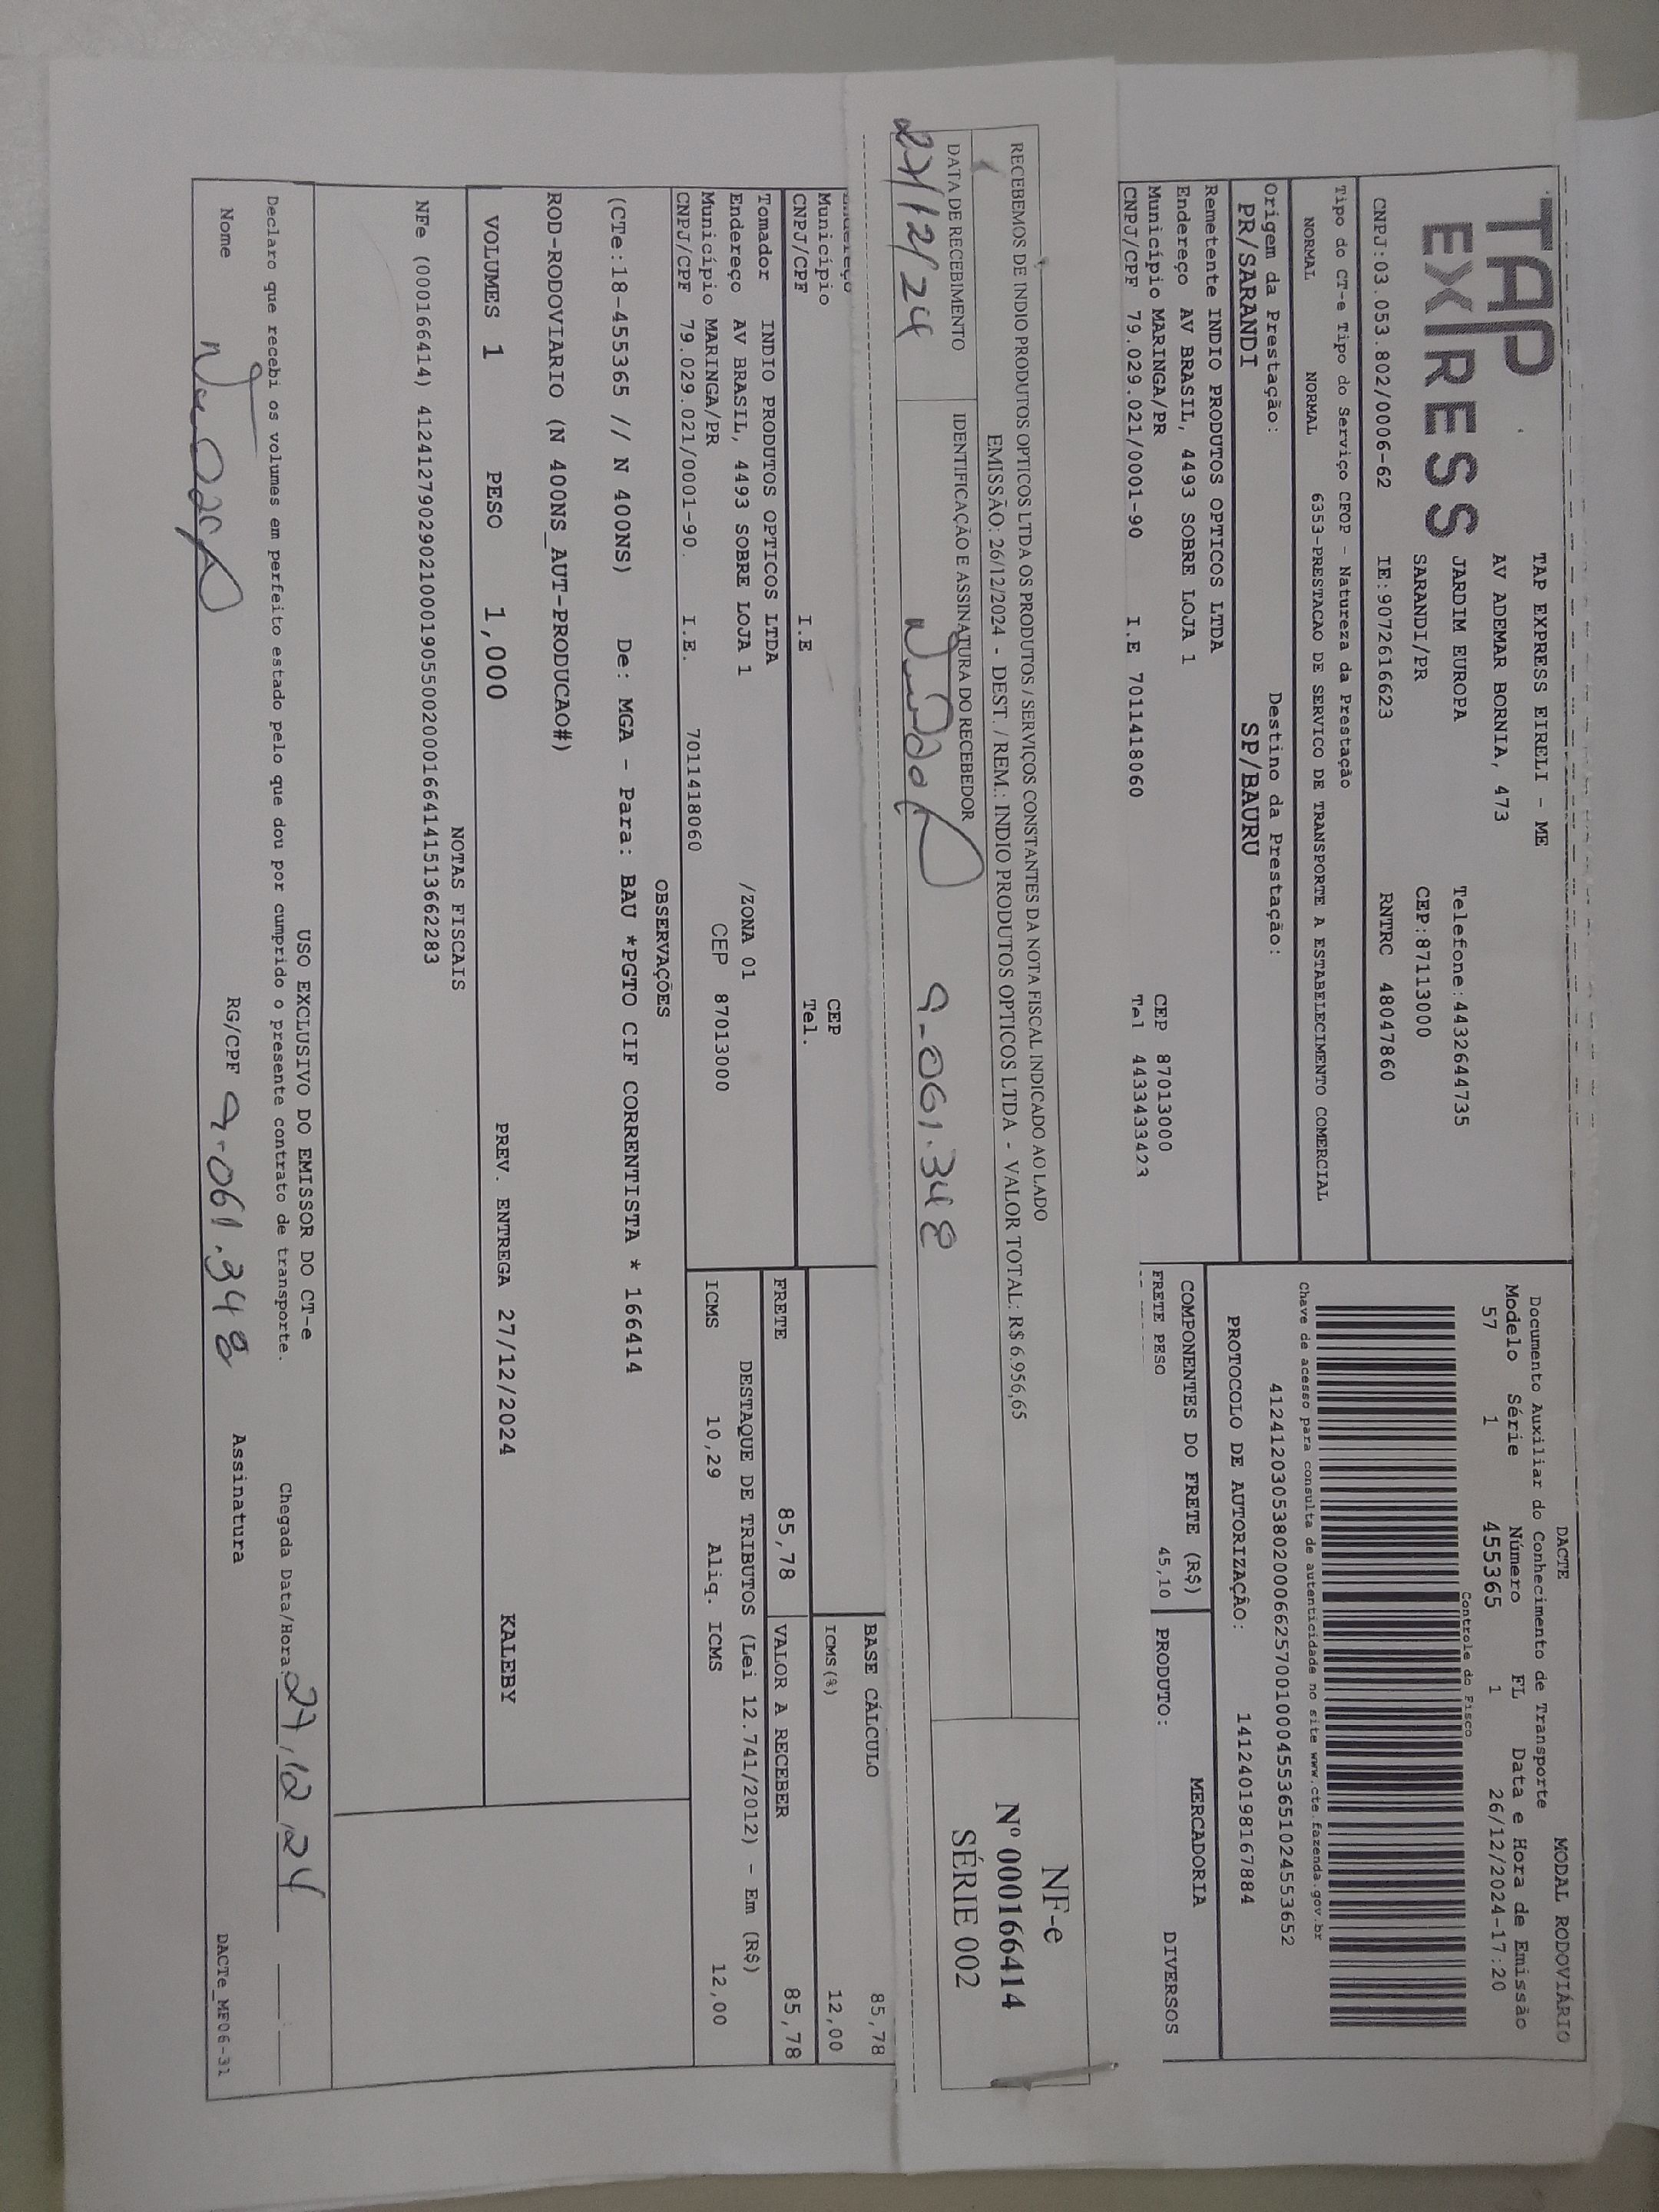 TAP
EXPRESS
TAP EXPRESS EIRELI - ME
AV ADEMAR BORNIA, 473
JARDIM EUROPA Telefone:4432644735
SARANDI/PR CEP:87113000
CNPJ:03.053.802/0006-62 IE:9072616623 RNTRC 48047860
DACTE MODAL RODOVIÁRIO
Documento Auxiliar do Conhecimento de Transporte
Modelo Série Número FL Data e Hora de Emissão
57 1 455365 1 26/12/2024-17:20
Controle do Fisco
Tipo do CT-e Tipo do Serviço CFOP - Natureza da Prestação
NORMAL NORMAL 6353-PRESTACAO DE SERVICO DE TRANSPORTE A ESTABELECIMENTO COMERCIAL
Chave de acesso para consulta de autenticidade no site www.cte.fazenda.gov.br
41241203053802000662570010004553651024553652
Origem da Prestação: Destino da Prestação:
PR/SARANDI SP/BAURU
PROTOCOLO DE AUTORIZAÇÃO: 141240198167884
Remetente INDIO PRODUTOS OPTICOS LTDA
Endereço AV BRASIL, 4493 SOBRE LOJA 1
Município MARINGA/PR CEP 87013000
CNPJ/CPF 79.029.021/0001-90 I.E 7011418060 Tel 4433433423
COMPONENTES DO FRETE (R$) MERCADORIA
FRETE PESO 45,10 PRODUTO: DIVERSOS
RECEBEMOS DE INDIO PRODUTOS OPTICOS LTDA OS PRODUTOS / SERVIÇOS CONSTANTES DA NOTA FISCAL INDICADO AO LADO
EMISSÃO: 26/12/2024 - DEST. / REM.: INDIO PRODUTOS OPTICOS LTDA - VALOR TOTAL: R$ 6.956,65
DATA DE RECEBIMENTO IDENTIFICAÇÃO E ASSINATURA DO RECEBEDOR
27/12/24 9-061.348
NF-e
Nº 000166414
SÉRIE 002
Endereço
Município CEP
CNPJ/CPF I.E Tel.
BASE CÁLCULO 85,78
ICMS(%) 12,00
Tomador INDIO PRODUTOS OPTICOS LTDA
Endereço AV BRASIL, 4493 SOBRE LOJA 1 /ZONA 01
Município MARINGA/PR CEP 87013000
CNPJ/CPF 79.029.021/0001-90. I.E. 7011418060
FRETE 85,78 VALOR A RECEBER 85,78
DESTAQUE DE TRIBUTOS (Lei 12.741/2012) - Em (R$)
ICMS 10,29 Aliq. ICMS 12,00
OBSERVAÇÕES
(CTe:18-455365 // N 400NS) De: MGA - Para: BAU *PGTO CIF CORRENTISTA * 166414
ROD-RODOVIARIO (N 400NS_AUT-PRODUCAO#)
VOLUMES 1 PESO 1,000 PREV. ENTREGA 27/12/2024 KALEBY
NOTAS FISCAIS
NFe (000166414) 41241279029021000190550020001664141513662283
USO EXCLUSIVO DO EMISSOR DO CT-e
Declaro que recebi os volumes em perfeito estado pelo que dou por cumprido o presente contrato de transporte. Chegada Data/Hora 27/12/24
Nome RG/CPF 9-061.348 Assinatura
DACTe_MF06-31